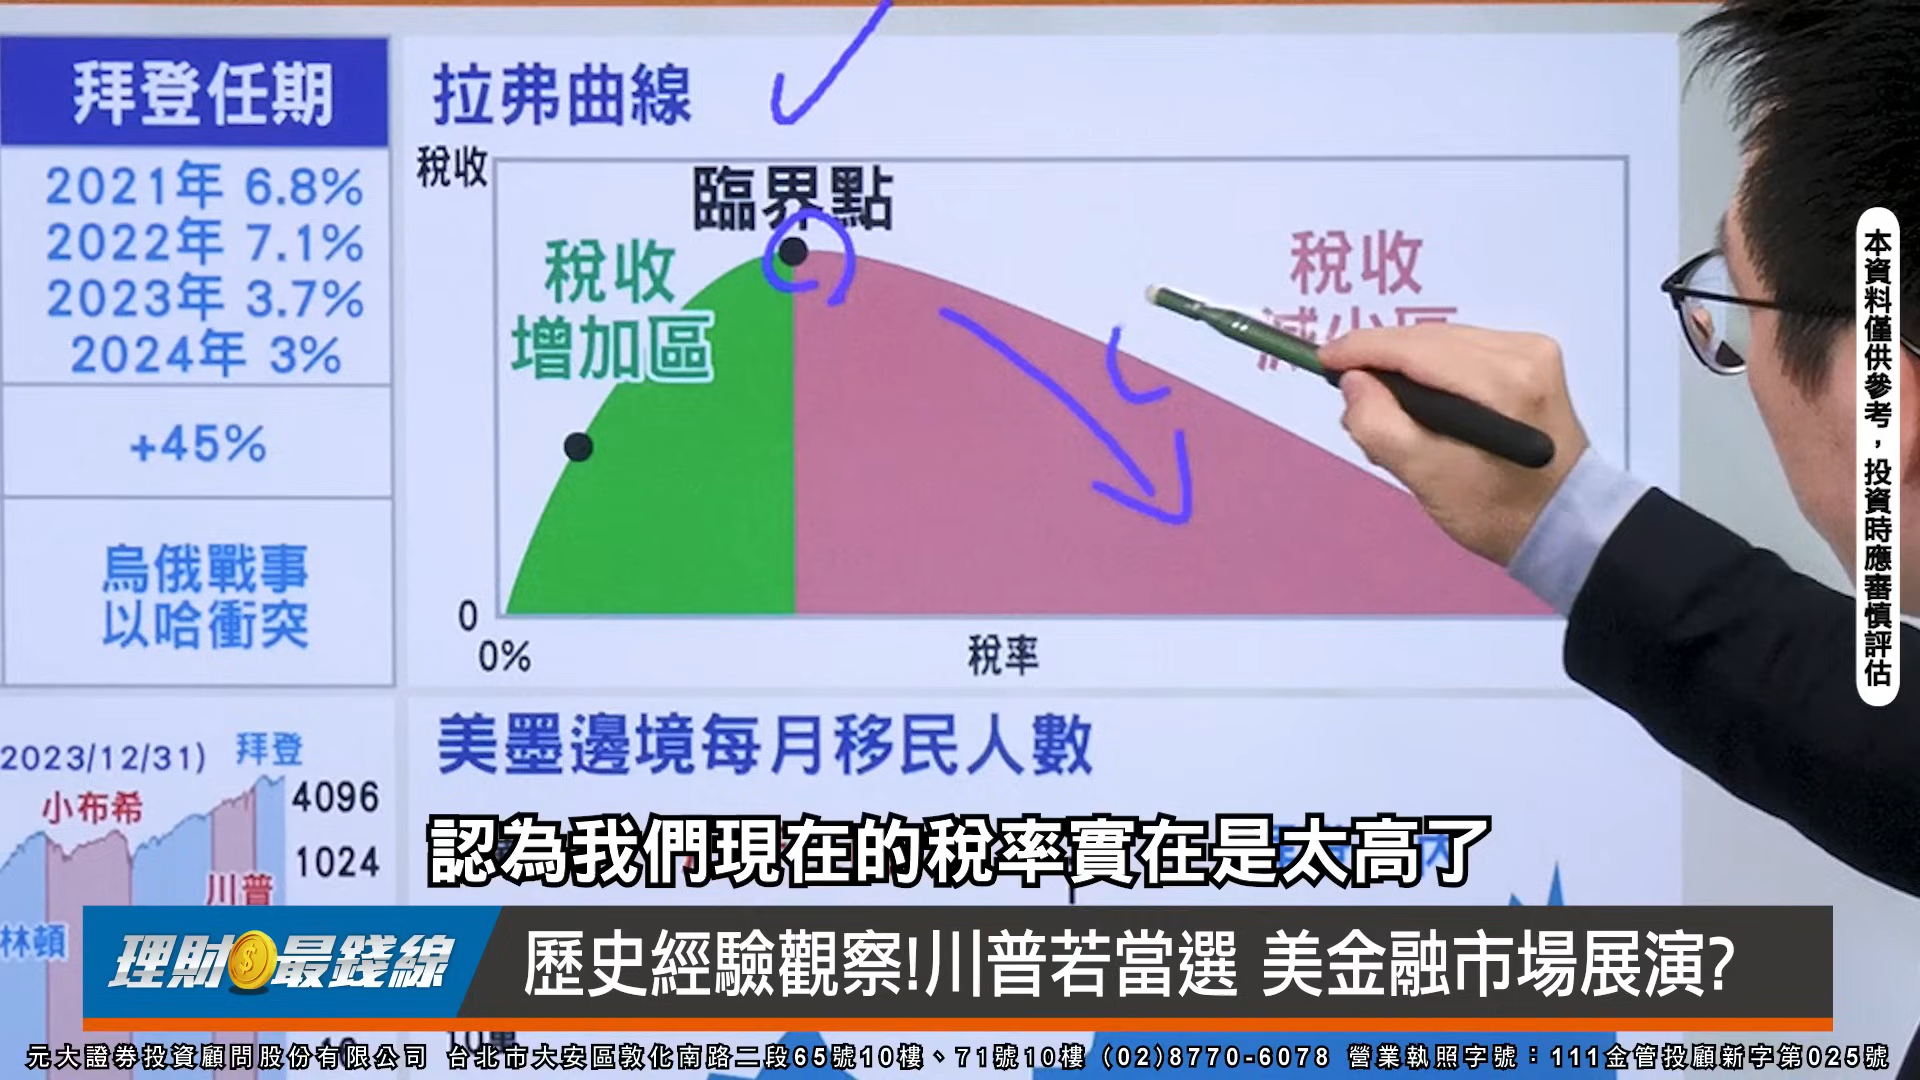 拜登任期
2021年 6.8%
2022年 7.1%
2023年 3.7%
2024年 3%
+45%
烏俄戰事
以哈衝突
拉弗曲線
稅收
臨界點
稅收
增加區
稅收
減少區
0
0%
稅率
2023/12/31)
拜登
小布希
4096
1024
川普
林頓
美墨邊境每月移民人數
認為我們現在的稅率實在是太高了
理財最錢線
歷史經驗觀察!川普若當選 美金融市場展演?
10萬
元大證券投資顧問股份有限公司 台北市大安區敦化南路二段65號10樓、71號10樓 (02)8770-6078 營業執照字號：111金管投顧新字第025號
本資料僅供參考，投資時應審慎評估